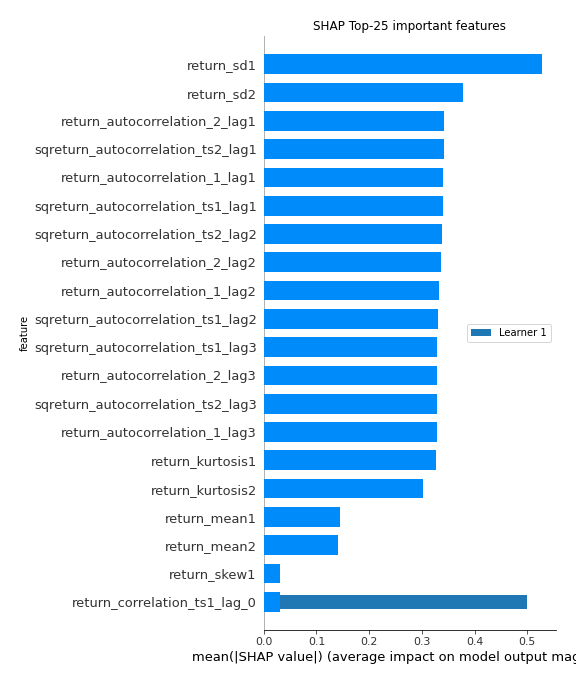 SHAP Top-25 important features
return_sd1
return_sd2
return_autocorrelation_2_lag1
sqreturn_autocorrelation_ts2_lag1
return_autocorrelation_1_lag1
sqreturn_autocorrelation_ts1_lag1
sqreturn_autocorrelation_ts2_lag2
return_autocorrelation_2_lag2
return_autocorrelation_1_lag2
sqreturn_autocorrelation_ts1_lag2
sqreturn_autocorrelation_ts1_lag3
return_autocorrelation_2_lag3
sqreturn_autocorrelation_ts2_lag3
return_autocorrelation_1_lag3
return_kurtosis1
return_kurtosis2
return_mean1
return_mean2
return_skew1
return_correlation_ts1_lag_0
feature
Learner 1
0.0 0.1 0.2 0.3 0.4 0.5
mean(|SHAP value|) (average impact on model output mag